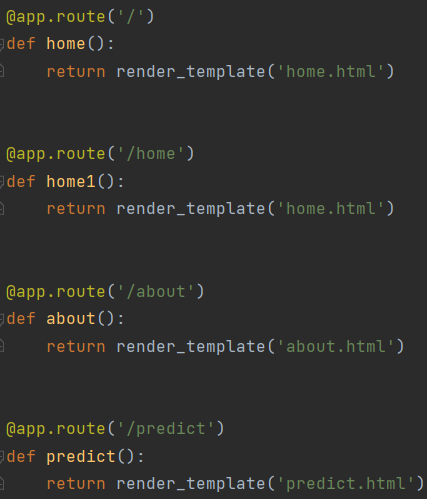 @app.route('/')
def home():
    return render_template('home.html')
@app.route('/home')
def home1():
    return render_template('home.html')
@app.route('/about')
def about():
    return render_template('about.html')
@app.route('/predict')
def predict():
    return render_template('predict.html')